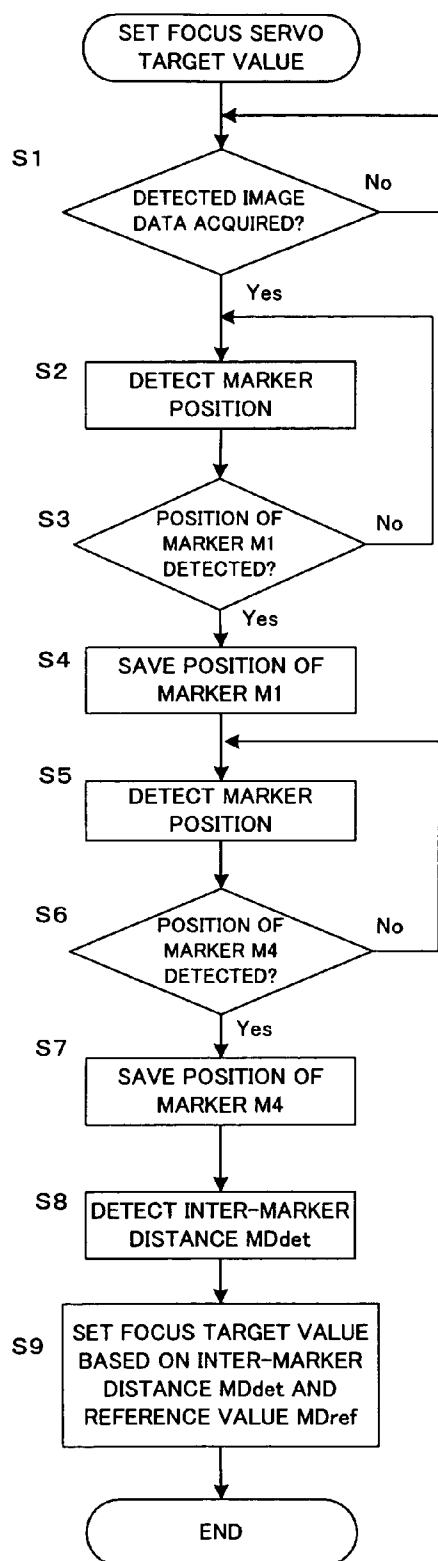 SET FOCUS SERVO
TARGET VALUE
S1
No
DETECTED IMAGE
DATA ACQUIRED?
Yes
S2
DETECT MARKER
POSITION
S3
No
POSITION OF
MARKER M1
DETECTED?
Yes
S4
SAVE POSITION OF
MARKER M1
S5
DETECT MARKER
POSITION
S6
No
POSITION OF
MARKER M4
DETECTED?
Yes
S7
SAVE POSITION OF
MARKER M4
S8
DETECT INTER-MARKER
DISTANCE MDdet
S9
SET FOCUS TARGET VALUE
BASED ON INTER-MARKER
DISTANCE MDdet AND
REFERENCE VALUE MDref
END